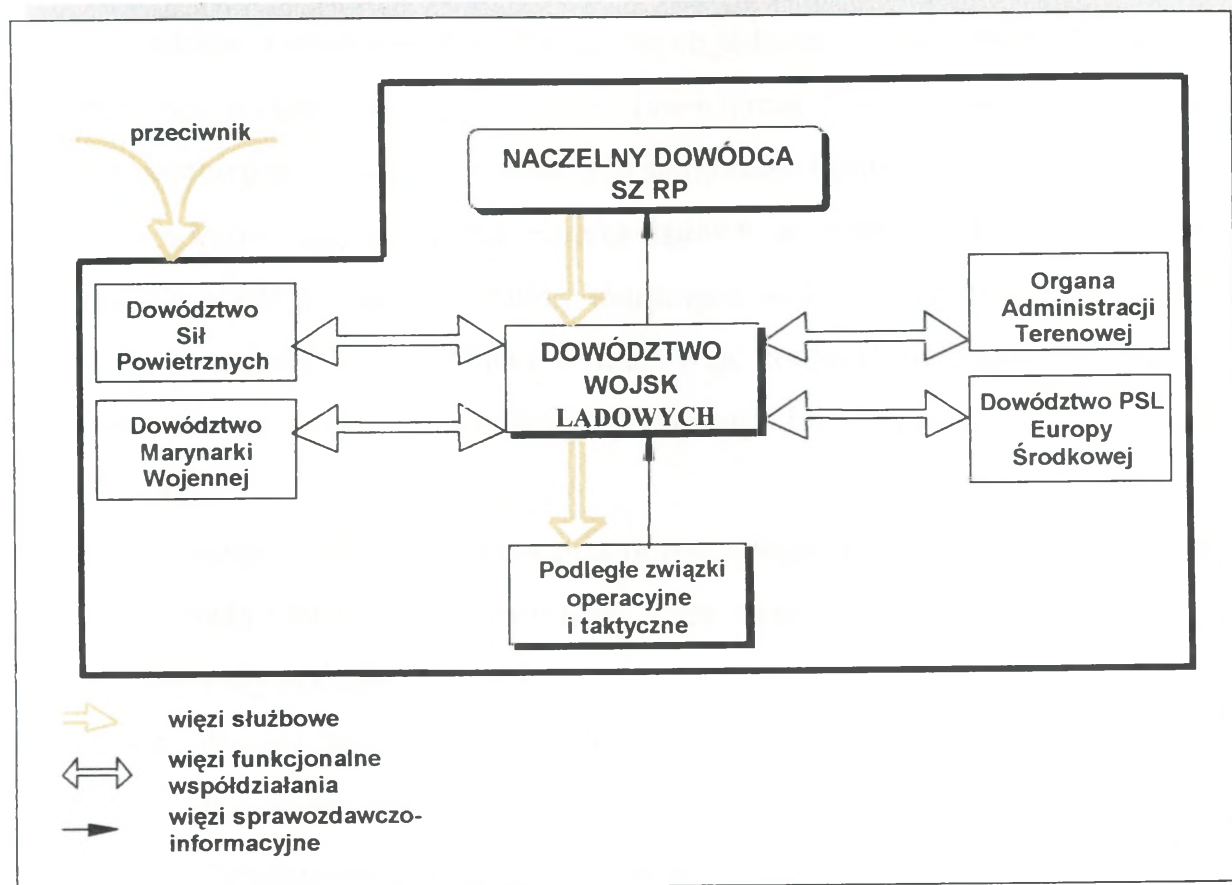 przeciwnik
NACZELNY DOWÓDCA
SZ RP
Dowództwo
Sił
Powietrznych
Organa
Administracji
Terenowej
DOWÓDZTWO
WOJSK
LĄDOWYCH
Dowództwo
Marynarki
Wojennej
Dowództwo PSL
Europy
Środkowej
Podległe związki
operacyjne
i taktyczne
więzi służbowe
więzi funkcjonalne
współdziałania
więzi sprawozdawczo-
informacyjne